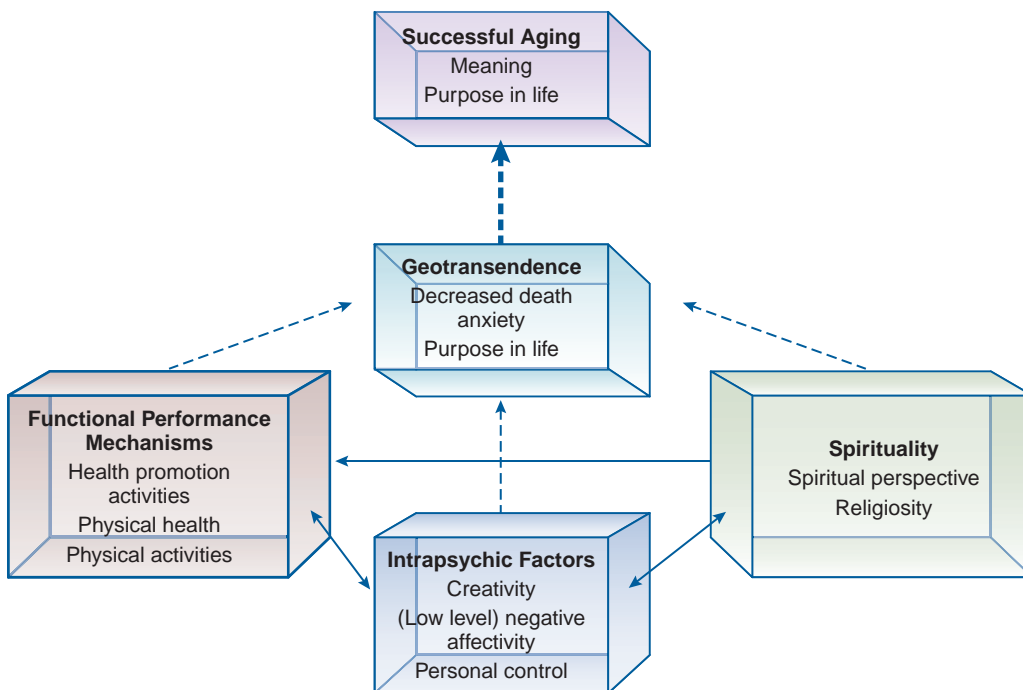 Successful Aging
Meaning
Purpose in life
Geotransendence
Decreased death
anxiety
Purpose in life
Functional Performance
Mechanisms
Health promotion
activities
Physical health
Physical activities
Spirituality
Spiritual perspective
Religiosity
Intrapsychic Factors
Creativity
(Low level) negative
affectivity
Personal control